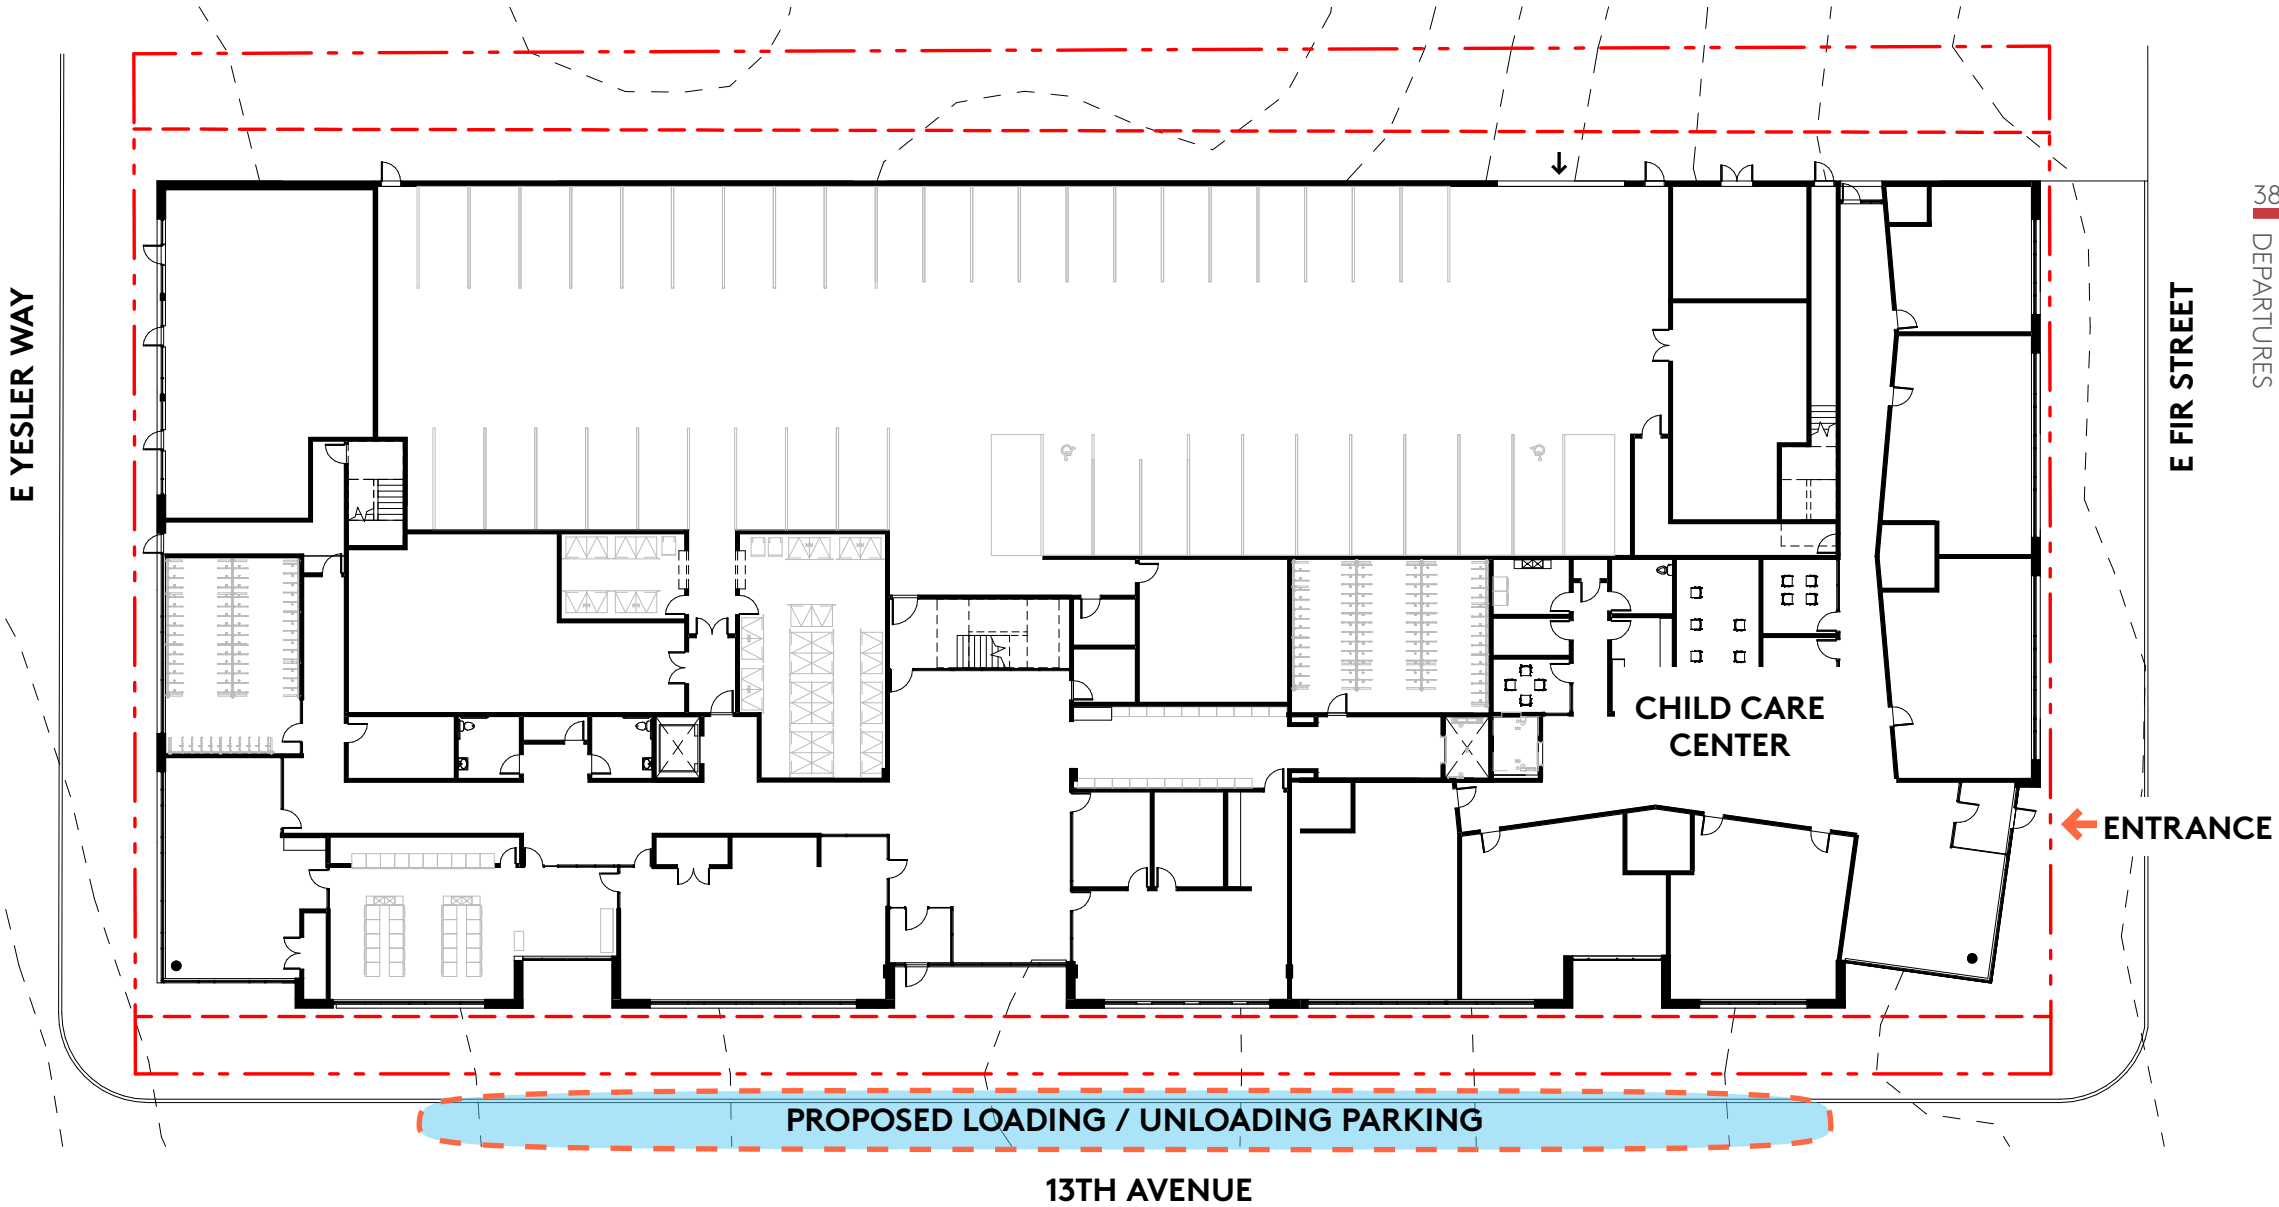 38
DEPARTURES
E YESLER WAY
E FIR STREET
CHILD CARE
CENTER
ENTRANCE
PROPOSED LOADING / UNLOADING PARKING
13TH AVENUE